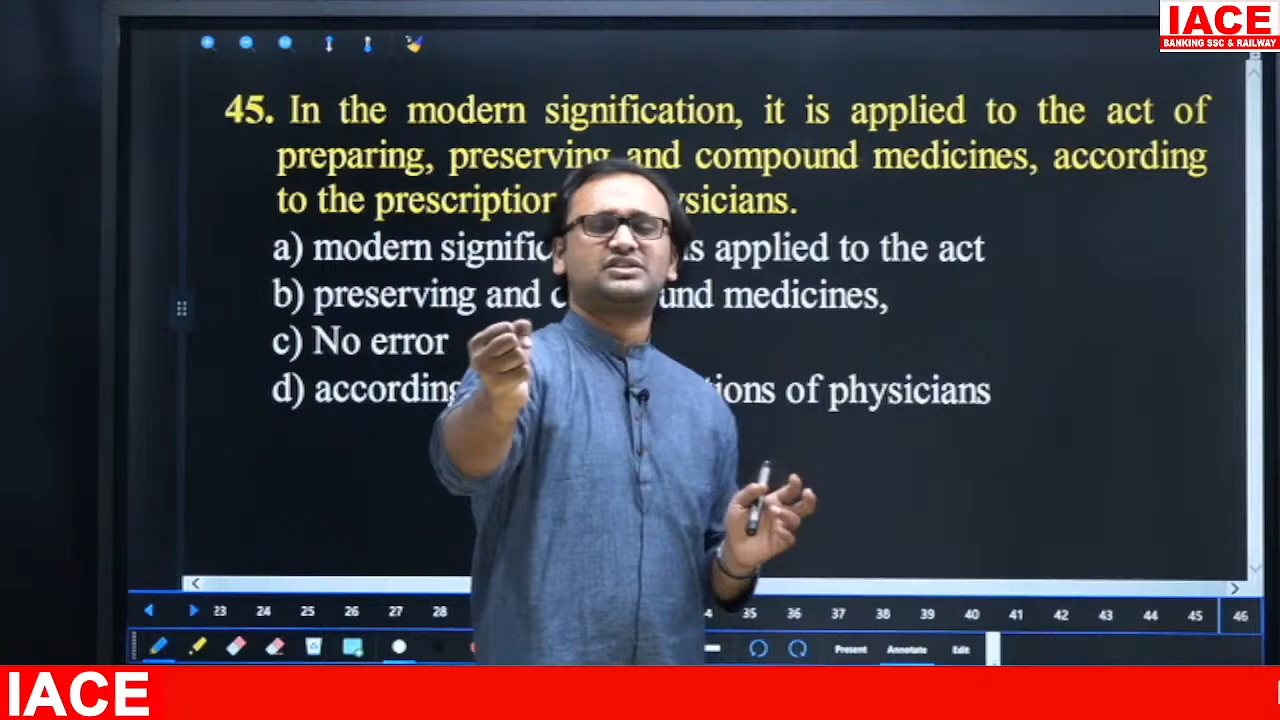 IACE
BANKING SSC & RAILWAY
45. In the modern signification, it is applied to the act of
preparing, preserving and compound medicines, according
to the prescription
a) modern signific s applied to the act
b) preserving and und medicines,
c) No error
d) according tions of physicians
23 24 25 26 27 28 35 36 37 38 39 40 41 42 43 44 45 46
Present Annotate Edit
IACE